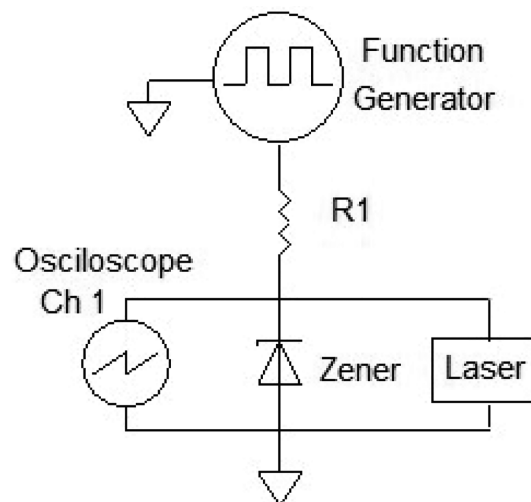 Function
Generator
R1
Osciloscope
Ch 1
Zener
Laser